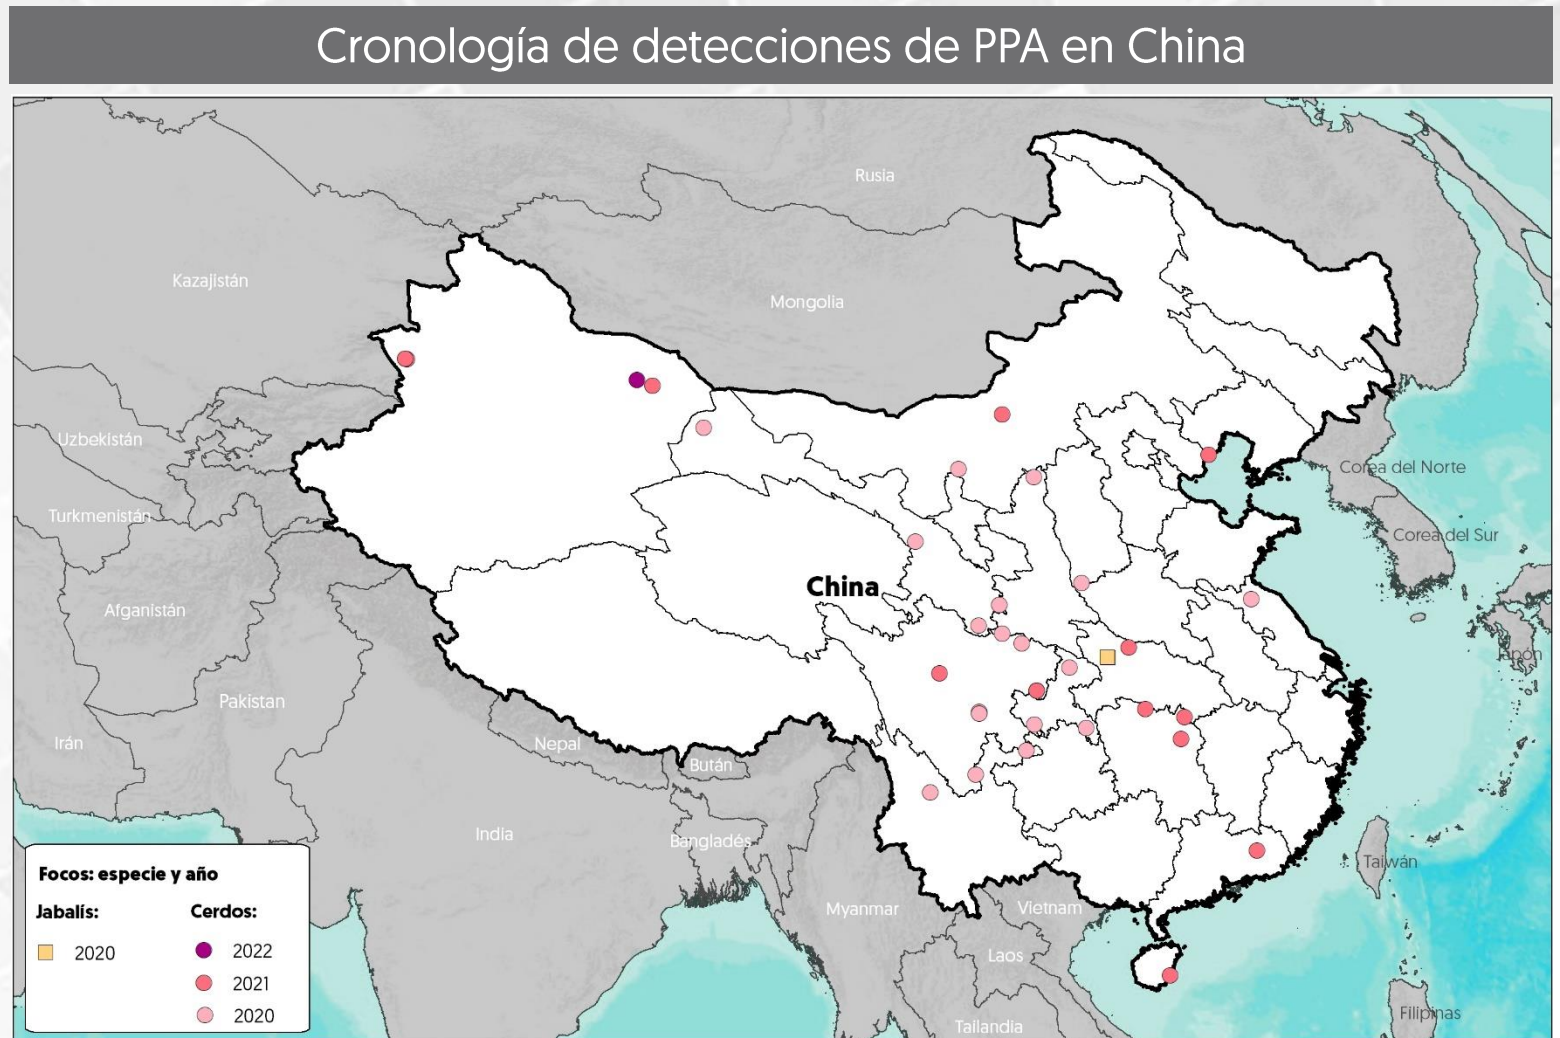 Cronología de detecciones de PPA en China
Rusia
Kazajistán
Mongolia
Uzbekistán
Corea del Norte
Turkmenistán
Corea del Sur
China
Afganistán
Japón
Pakistan
Irán
Nepal
Bután
India
Bangladés
Taiwán
Myanmar
Vietnam
Laos
Filipinas
Tailandia
Focos: especie y año
Jabalís:
Cerdos:
2020
2022
2021
2020